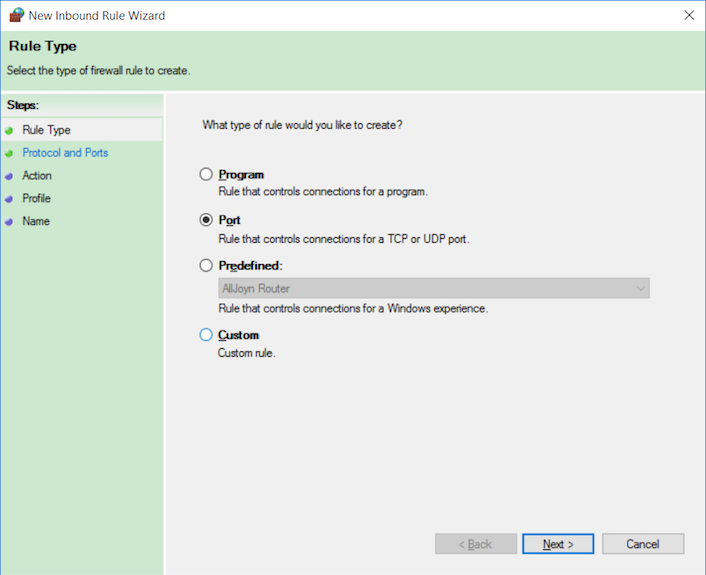 New Inbound Rule Wizard
Rule Type
Select the type of firewall rule to create.
Steps:
Rule Type
Protocol and Ports
Action
Profile
Name
What type of rule would you like to create?
Program
Rule that controls connections for a program.
Port
Rule that controls connections for a TCP or UDP port.
Predefined:
AllJoyn Router
Rule that controls connections for a Windows experience.
Custom
Custom rule.
< Back
Next >
Cancel